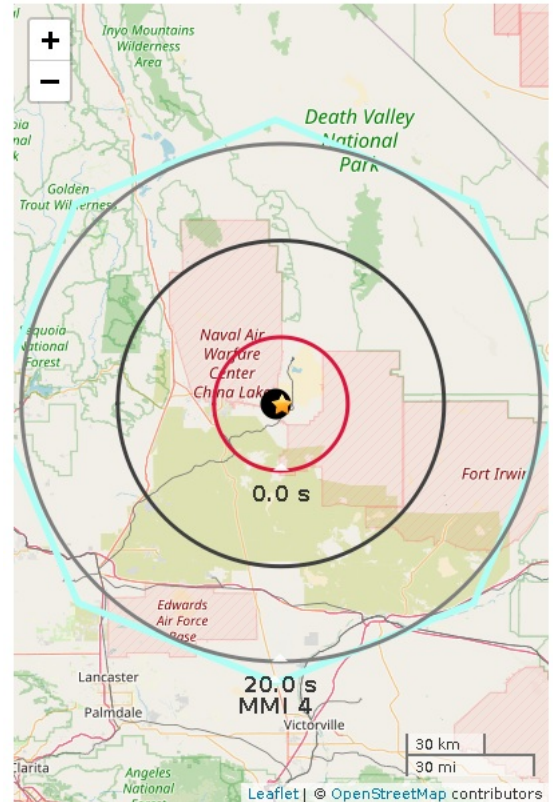 +
Inyo Mountains
Wilderness
Area
−
Death Valley
National
Park
Golden
Trout Wilderness
Sequoia
National
Forest
Naval Air
Warfare
Center
China Lake
0.0 s
Fort Irwin
Edwards
Air Force
Base
Lancaster
20.0 s
MMI 4
Palmdale
Victorville
30 km
30 mi
Clarita
Angeles
National
Leaflet | © OpenStreetMap contributors